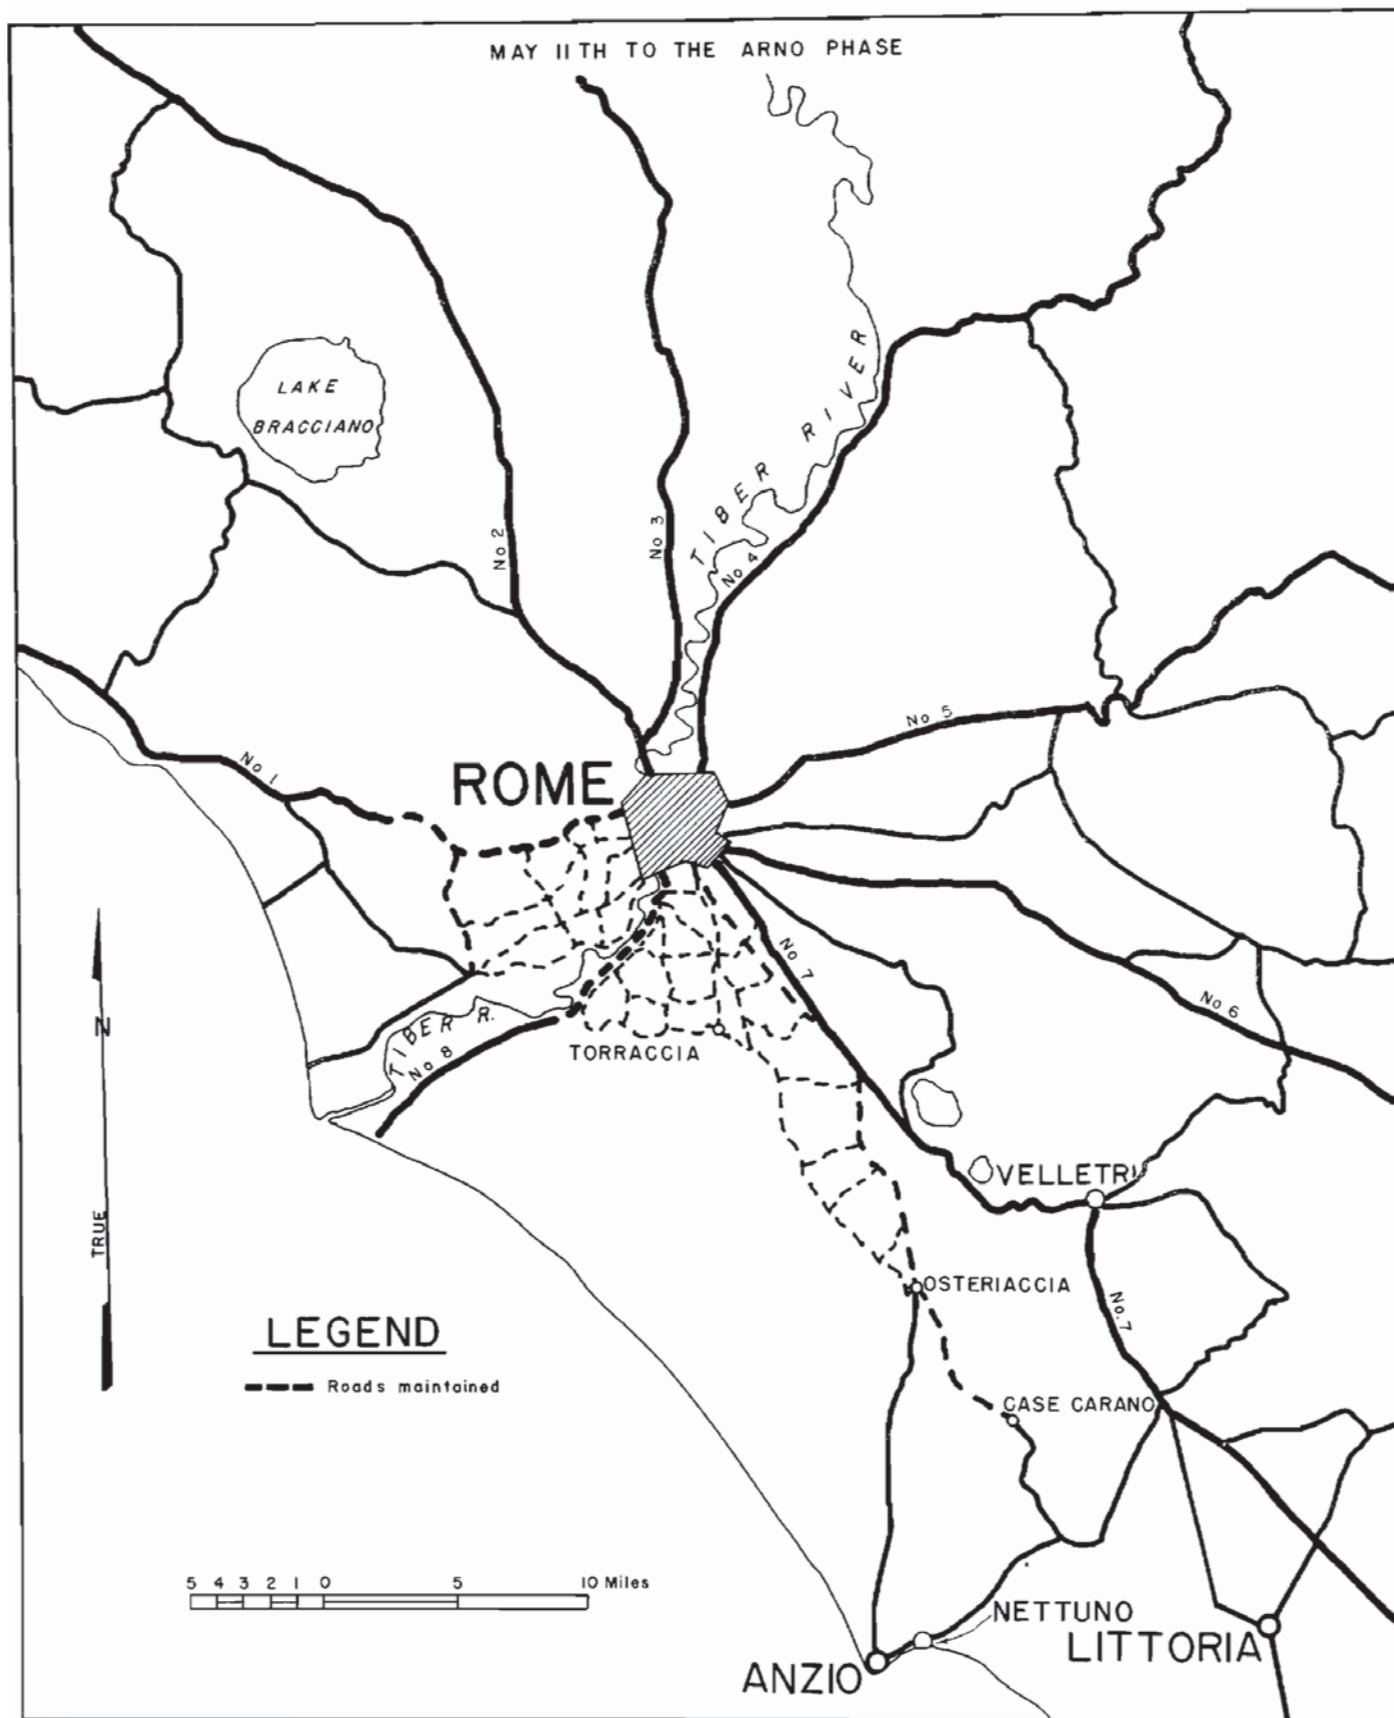 MAY 11TH TO THE ARNO PHASE
LAKE
BRACCIANO
TIBER RIVER
No 2
No 3
No 4
No 5
No 1
ROME
No 7
No 6
TIBER R.
No 8
TORRACCIA
N
TRUE
VELLETRI
OSTERIACCIA
No. 7
LEGEND
Roads maintained
CASE CARANO
5 4 3 2 1 0 5 10 Miles
NETTUNO
LITTORIA
ANZIO